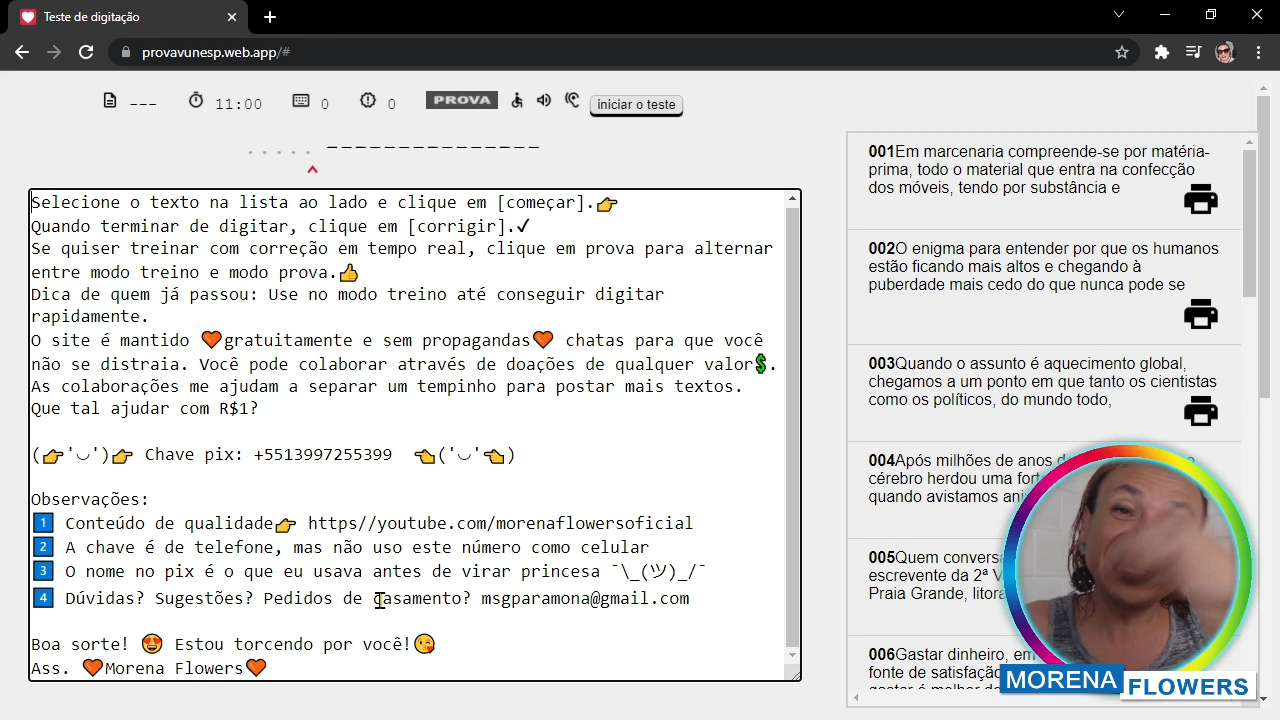 Teste de digitação
provavunesp.web.app/#
--- 11:00 0 0 PROVA iniciar o teste
Selecione o texto na lista ao lado e clique em [começar].👉
Quando terminar de digitar, clique em [corrigir].✔
Se quiser treinar com correção em tempo real, clique em prova para alternar
entre modo treino e modo prova.👍
Dica de quem já passou: Use no modo treino até conseguir digitar
rapidamente.
O site é mantido 🧡gratuitamente e sem propagandas🧡 chatas para que você
não se distraia. Você pode colaborar através de doações de qualquer valor💲.
As colaborações me ajudam a separar um tempinho para postar mais textos.
Que tal ajudar com R$1?
(👉'◡')👉 Chave pix: +5513997255399 👈('◡'👈)
Observações:
1️⃣ Conteúdo de qualidade👉 https//youtube.com/morenaflowersoficial
2️⃣ A chave é de telefone, mas não uso este número como celular
3️⃣ O nome no pix é o que eu usava antes de virar princesa ¯\_(ツ)_/¯
4️⃣ Dúvidas? Sugestões? Pedidos de casamento? msgparamona@gmail.com
Boa sorte! 😍 Estou torcendo por você!😘
Ass. 🧡Morena Flowers🧡
001Em marcenaria compreende-se por matéria-
prima, todo o material que entra na confecção
dos móveis, tendo por substância e
002O enigma para entender por que os humanos
estão ficando mais altos e chegando à
puberdade mais cedo do que nunca pode se
003Quando o assunto é aquecimento global,
chegamos a um ponto em que tanto os cientistas
como os políticos, do mundo todo,
004Após milhões de anos
cérebro herdou uma
quando avistamos
005Quem
escrevente da 2ª
Praia Grande,
006Gastar dinheiro, em
fonte de
MORENA
FLOWERS